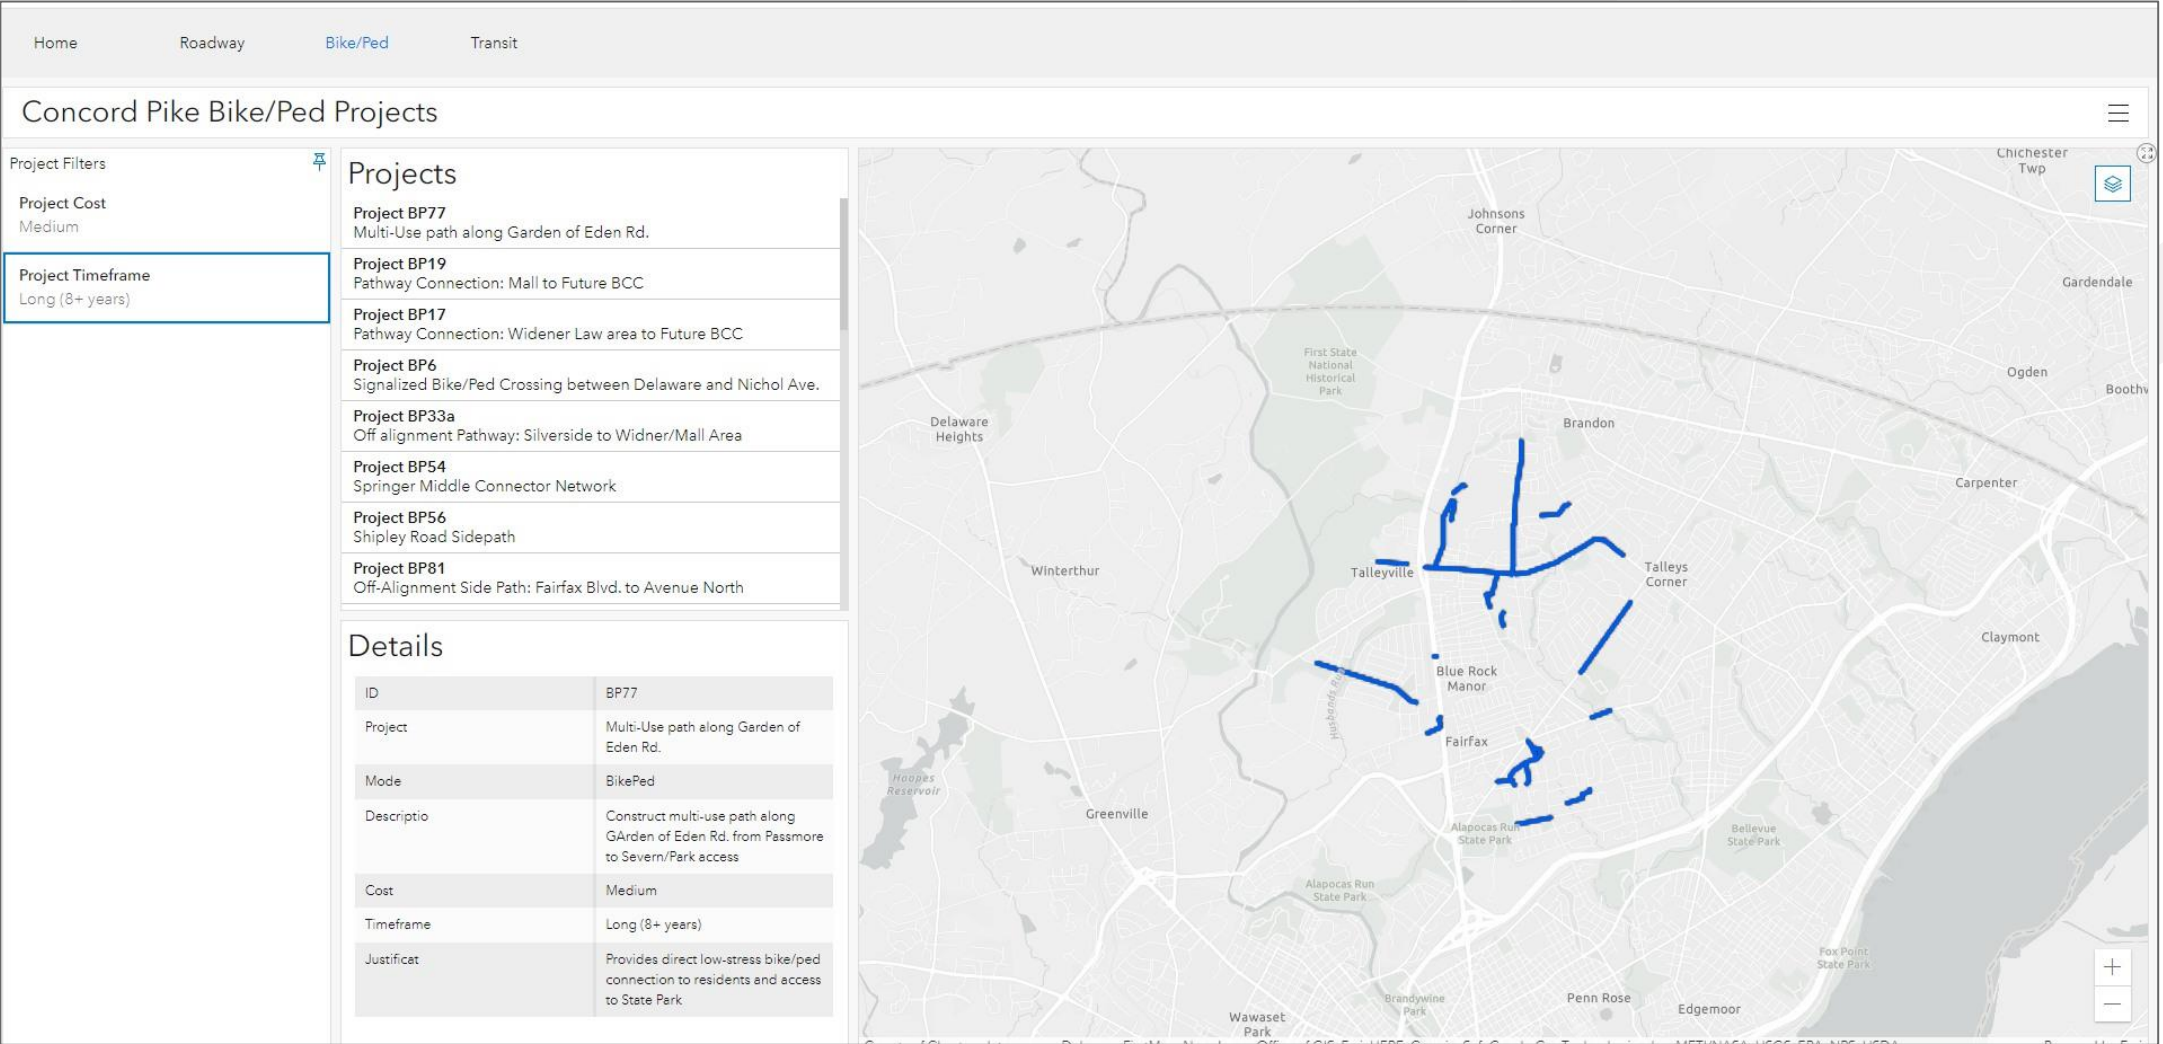 Home Roadway Bike/Ped Transit
Concord Pike Bike/Ped Projects
Project Filters
Project Cost
Medium
Project Timeframe
Long (8+ years)
Projects
Project BP77
Multi-Use path along Garden of Eden Rd.
Project BP19
Pathway Connection: Mall to Future BCC
Project BP17
Pathway Connection: Widener Law area to Future BCC
Project BP6
Signalized Bike/Ped Crossing between Delaware and Nichol Ave.
Project BP33a
Off alignment Pathway: Silverside to Widner/Mall Area
Project BP54
Springer Middle Connector Network
Project BP56
Shipley Road Sidepath
Project BP81
Off-Alignment Side Path: Fairfax Blvd. to Avenue North
Details
ID BP77
Project Multi-Use path along Garden of
Eden Rd.
Mode BikePed
Descriptio Construct multi-use path along
GArden of Eden Rd. from Passmore
to Severn/Park access
Cost Medium
Timeframe Long (8+ years)
Justificat Provides direct low-stress bike/ped
connection to residents and access
to State Park
Chichester
Twp
Johnsons
Corner
Gardendale
First State
National
Historical
Park
Ogden
Boothw
Delaware
Heights
Brandon
Carpenter
Winterthur
Talleyville
Talleys
Corner
Claymont
Blue Rock
Manor
Husbands Run
Fairfax
Hoopes
Reservoir
Greenville
Alapocas Run
State Park
Bellevue
State Park
Alapocas Run
State Park
Fox Point
State Park
Brandywine
Park
Penn Rose
Edgemoor
Wawaset
Park